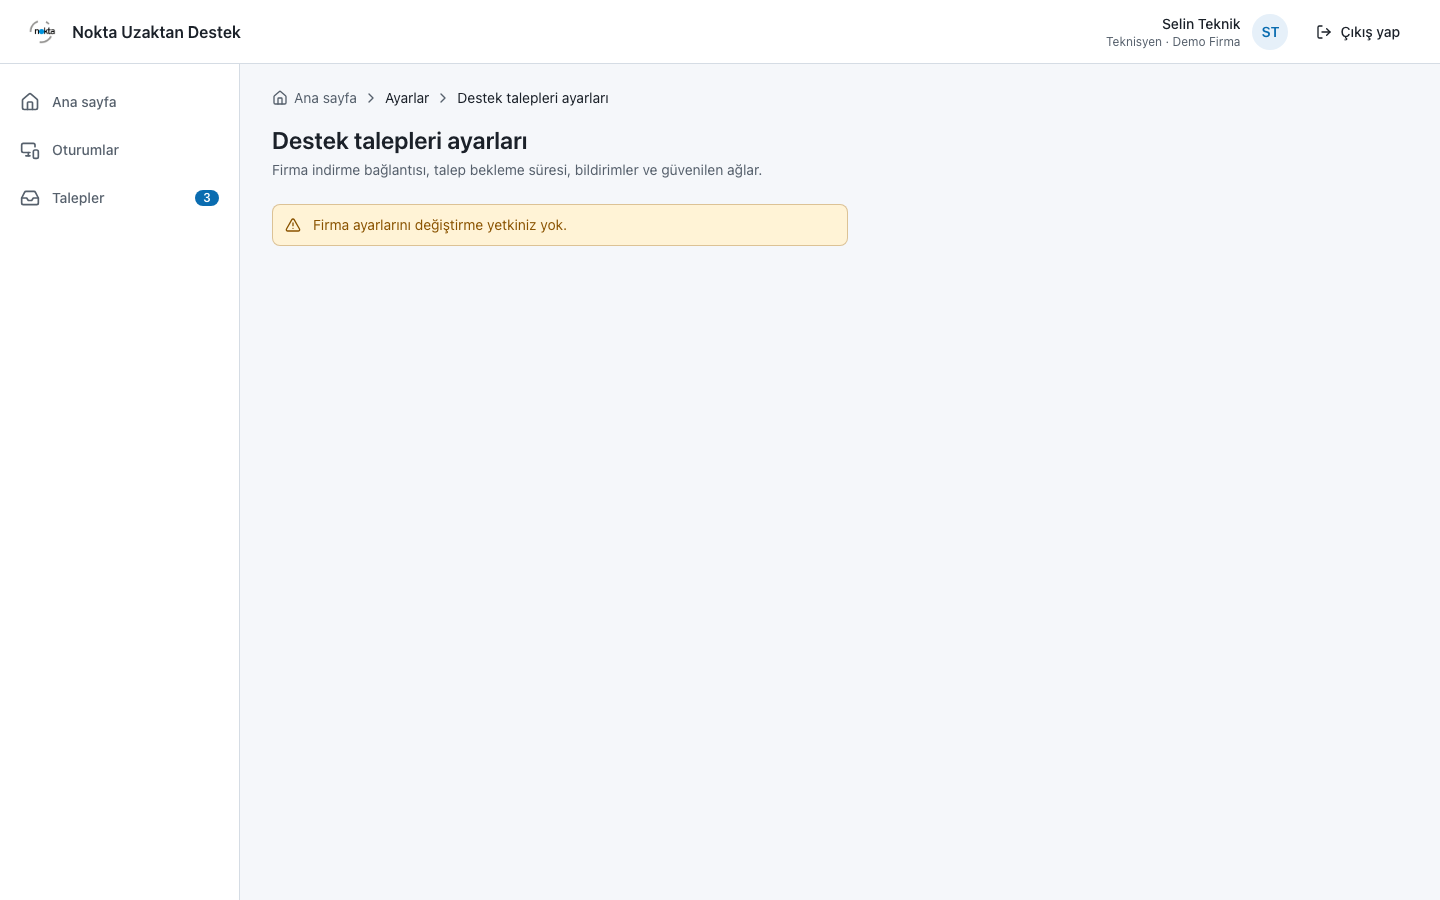 nokta
Nokta Uzaktan Destek
Selin Teknik
Teknisyen · Demo Firma
ST
Çıkış yap
Ana sayfa
Oturumlar
Talepler
3
Ana sayfa > Ayarlar > Destek talepleri ayarları
Destek talepleri ayarları
Firma indirme bağlantısı, talep bekleme süresi, bildirimler ve güvenilen ağlar.
Firma ayarlarını değiştirme yetkiniz yok.